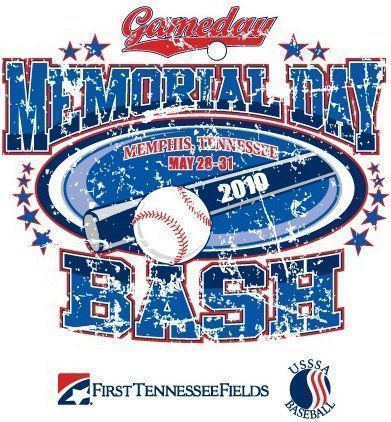 Gameday
MEMORIAL DAY
MEMPHIS, TENNESSEE
MAY 28-31
2010
BASH
FIRST TENNESSEE FIELDS
USSSA
BASEBALL